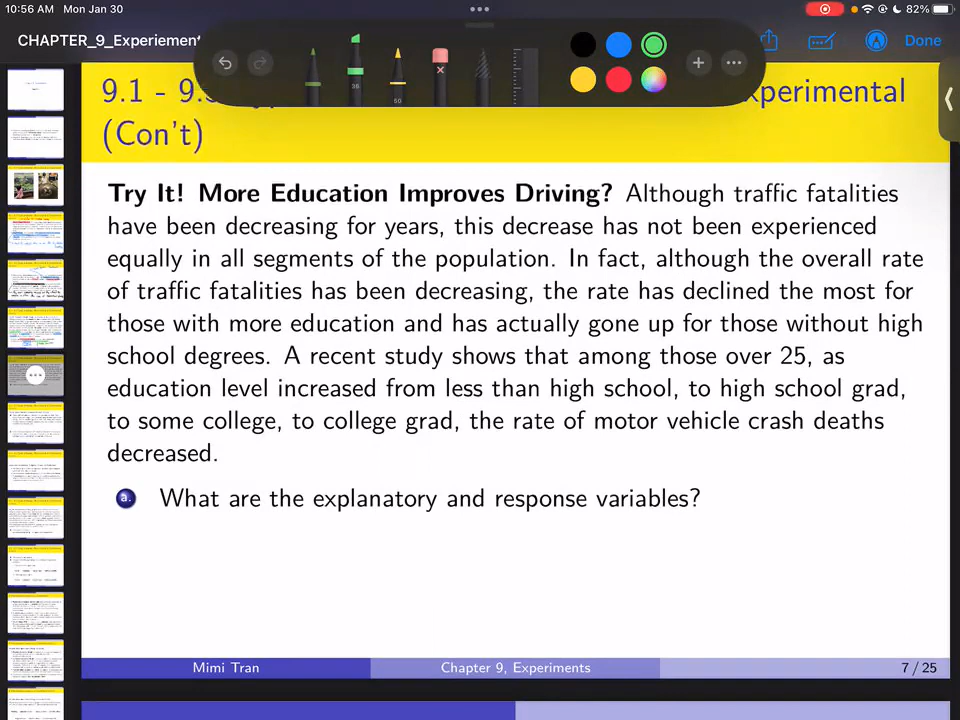 10:56 AM Mon Jan 30
82%
CHAPTER_9_Experiement
36
50
Done
9.1 - 9.
xperimental
(Con't)
Try It! More Education Improves Driving? Although traffic fatalities
have been decreasing for years, this decrease has not been experienced
equally in all segments of the population. In fact, although the overall rate
of traffic fatalities has been decreasing, the rate has declined the most for
those with more education and has actually gone up for those without high
school degrees. A recent study shows that among those over 25, as
education level increased from less than high school, to high school grad,
to some college, to college grad, the rate of motor vehicle crash deaths
decreased.
a. What are the explanatory and response variables?
Mimi Tran
Chapter 9, Experiments
7 / 25